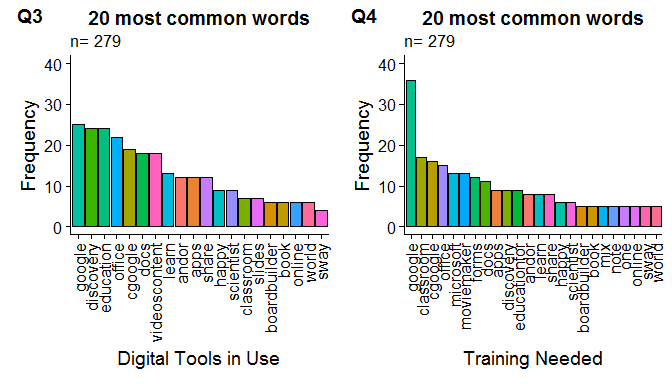 Q3
20 most common words
n= 279
Frequency
40
30
20
10
0
google
discovery
education
office
cgoogle
docs
videoscontent
learn
andor
apps
share
happy
scientist
classroom
slides
boardbuilder
book
online
world
sway
Digital Tools in Use
Q4
20 most common words
n= 279
Frequency
40
30
20
10
0
google
classroom
cgoogle
office
microsoft
moviemaker
forms
docs
apps
discovery
andor
learn
share
happy
scientist
boardbuilder
book
mix
note
one
online
sway
world
Training Needed